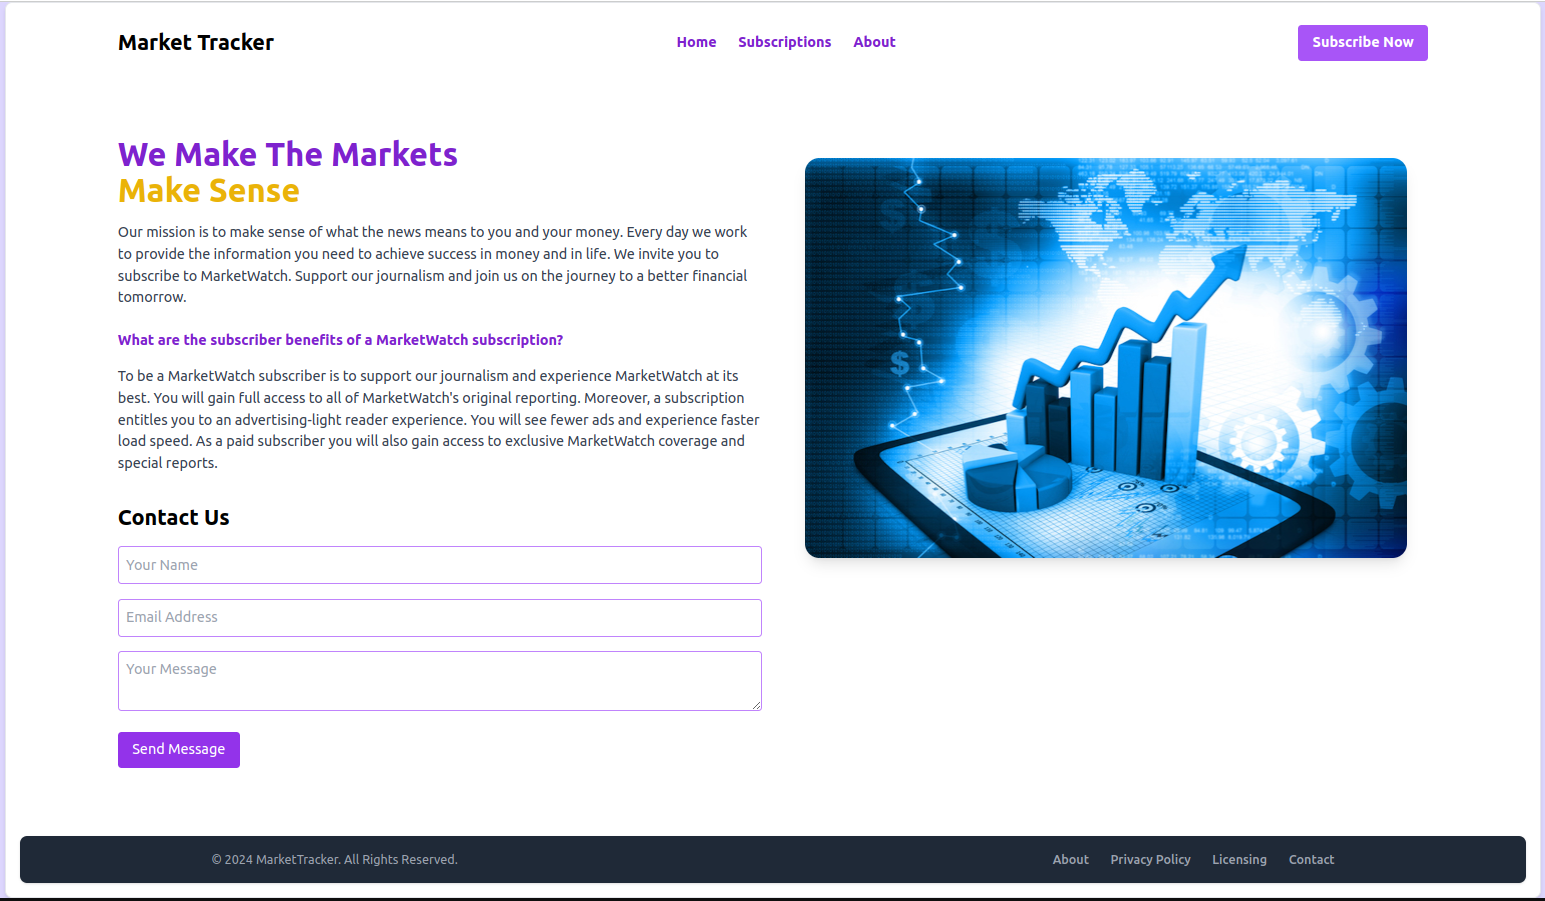 Market Tracker
Home Subscriptions About
Subscribe Now
We Make The Markets
Make Sense
Our mission is to make sense of what the news means to you and your money. Every day we work
to provide the information you need to achieve success in money and in life. We invite you to
subscribe to MarketWatch. Support our journalism and join us on the journey to a better financial
tomorrow.
What are the subscriber benefits of a MarketWatch subscription?
To be a MarketWatch subscriber is to support our journalism and experience MarketWatch at its
best. You will gain full access to all of MarketWatch's original reporting. Moreover, a subscription
entitles you to an advertising-light reader experience. You will see fewer ads and experience faster
load speed. As a paid subscriber you will also gain access to exclusive MarketWatch coverage and
special reports.
Contact Us
Your Name
Email Address
Your Message
Send Message
$
$
© 2024 MarketTracker. All Rights Reserved.
About Privacy Policy Licensing Contact